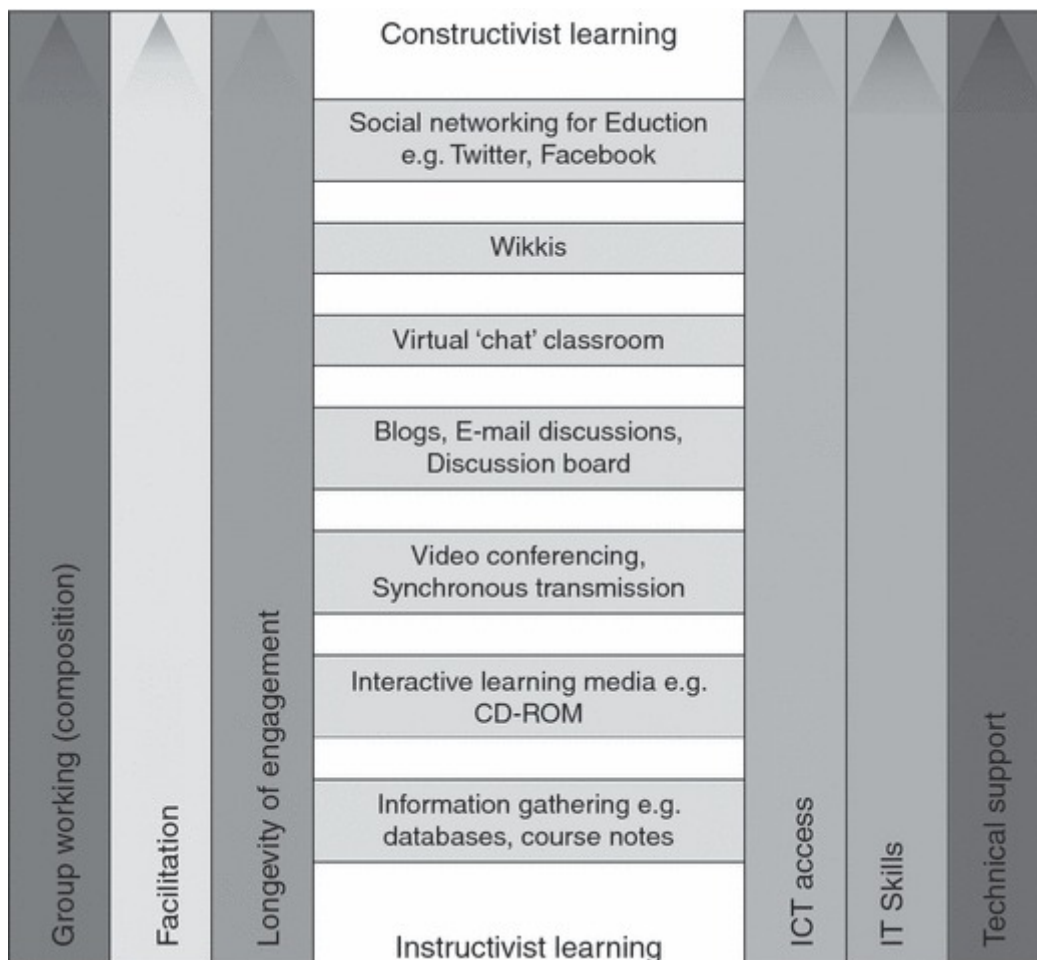 Constructivist learning
Social networking for Eduction
e.g. Twitter, Facebook
Wikkis
Virtual ‘chat’ classroom
Blogs, E-mail discussions,
Discussion board
Video conferencing,
Synchronous transmission
Interactive learning media e.g.
CD-ROM
Information gathering e.g.
databases, course notes
Instructivist learning
Group working (composition)
Facilitation
Longevity of engagement
ICT access
IT Skills
Technical support